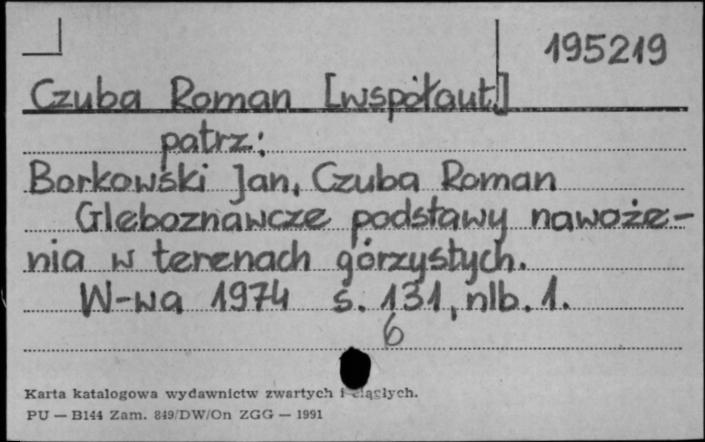 195219
Czuba Roman [współaut.]
patrz:
Borkowski Jan, Czuba Roman
Gleboznawcze podstawy nawoże-
nia w terenach górzystych.
W-wa 1974 s. 131, nlb. 1.
6
Karta katalogowa wydawnictw zwartych i ciągłych.
PU — B144 Zam. 849/DW/On ZGG — 1991